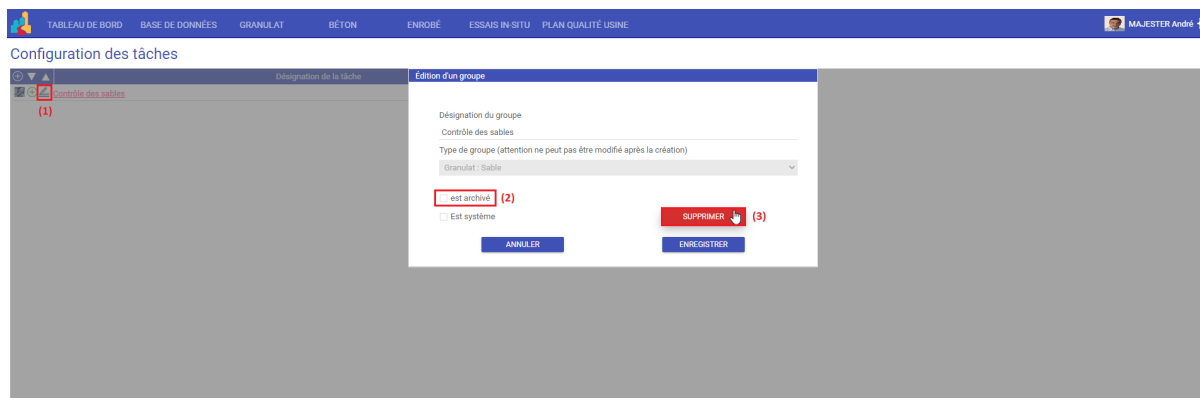 TABLEAU DE BORD BASE DE DONNÉES GRANULAT BÉTON ENROBÉ ESSAIS IN-SITU PLAN QUALITÉ USINE MAJESTER André
Configuration des tâches
Désignation de la tâche
Contrôle des sables
(1)
Édition d'un groupe
Désignation du groupe
Contrôle des sables
Type de groupe (attention ne peut pas être modifié après la création)
Granulat : Sable
est archivé (2)
Est système
SUPPRIMER (3)
ANNULER ENREGISTRER